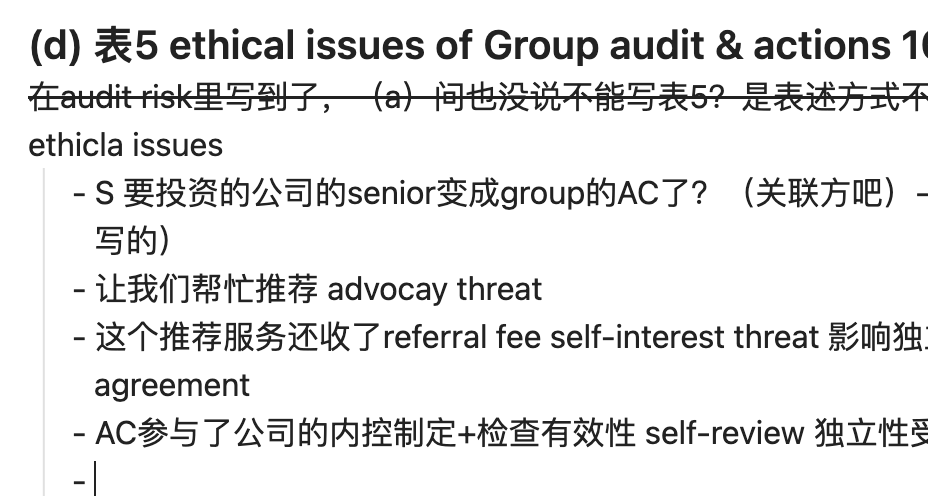 (d) 表5 ethical issues of Group audit & actions 1
在audit risk里写到了，（a）问也没说不能写表5？是表述方式不
ethicla issues
- S 要投资的公司的senior变成group的AC了？（关联方吧）-
写的）
- 让我们帮忙推荐 advocay threat
- 这个推荐服务还收了referral fee self-interest threat 影响独
agreement
- AC参与了公司的内控制定+检查有效性 self-review 独立性受
-